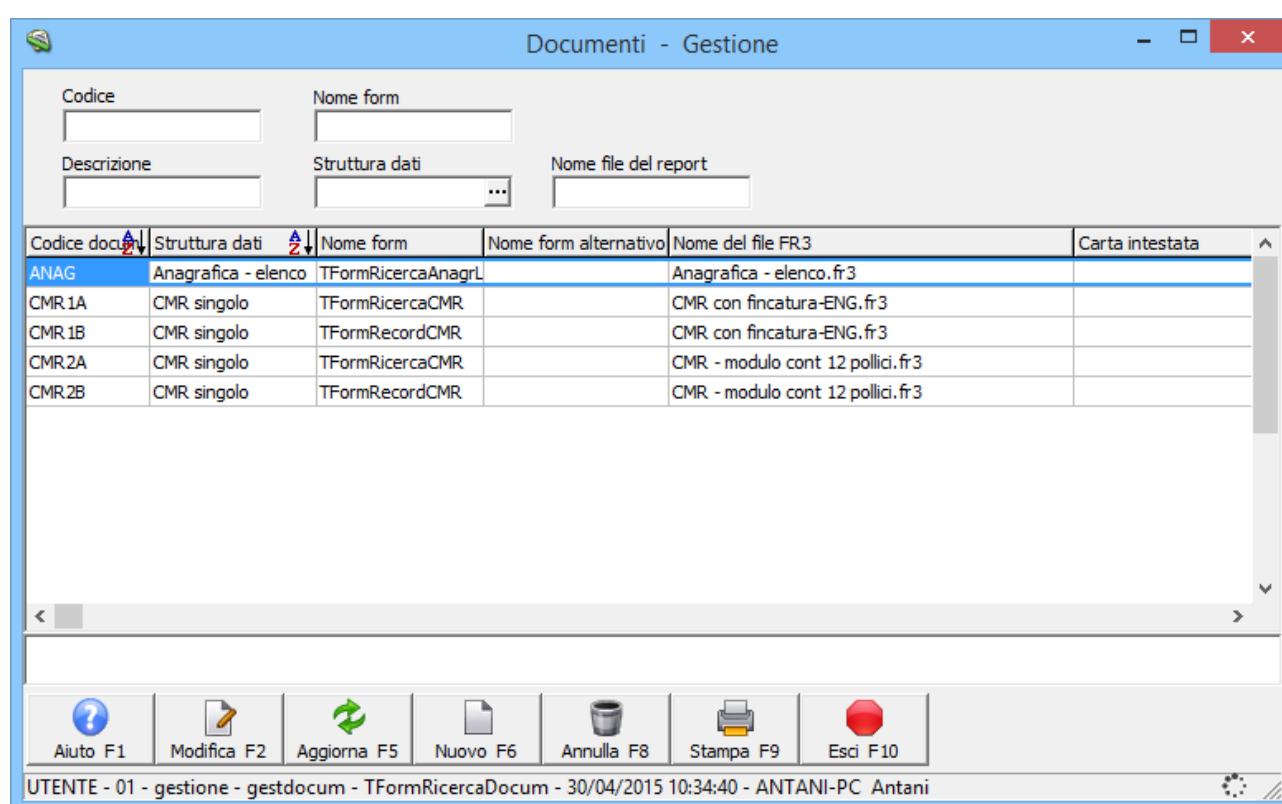 Documenti - Gestione
Codice Nome form
Descrizione Struttura dati Nome file del report
...
Codice docum Struttura dati Nome form Nome form alternativo Nome del file FR3 Carta intestata
ANAG Anagrafica - elenco TFormRicercaAnagrL Anagrafica - elenco.fr3
CMR1A CMR singolo TFormRicercaCMR CMR con fincatura-ENG.fr3
CMR1B CMR singolo TFormRecordCMR CMR con fincatura-ENG.fr3
CMR2A CMR singolo TFormRicercaCMR CMR - modulo cont 12 pollici.fr3
CMR2B CMR singolo TFormRecordCMR CMR - modulo cont 12 pollici.fr3
Aiuto F1 Modifica F2 Aggiorna F5 Nuovo F6 Annulla F8 Stampa F9 Esci F10
UTENTE - 01 - gestione - gestdocum - TFormRicercaDocum - 30/04/2015 10:34:40 - ANTANI-PC Antani